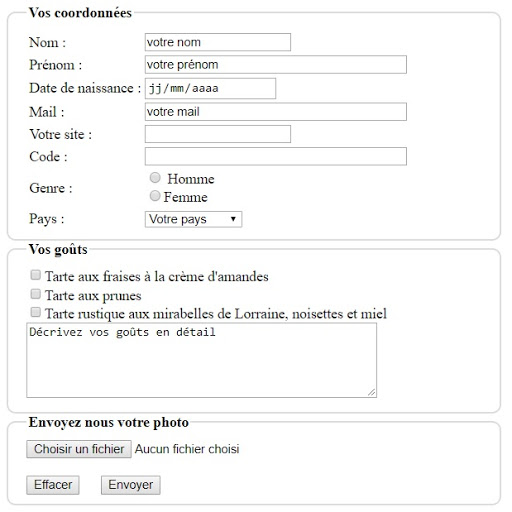 Vos coordonnées
Nom : votre nom
Prénom : votre prénom
Date de naissance : jj/mm/aaaa
Mail : votre mail
Votre site :
Code :
Genre : Homme
Femme
Pays : Votre pays
Vos goûts
Tarte aux fraises à la crème d'amandes
Tarte aux prunes
Tarte rustique aux mirabelles de Lorraine, noisettes et miel
Décrivez vos goûts en détail
Envoyez nous votre photo
Choisir un fichier Aucun fichier choisi
Effacer Envoyer